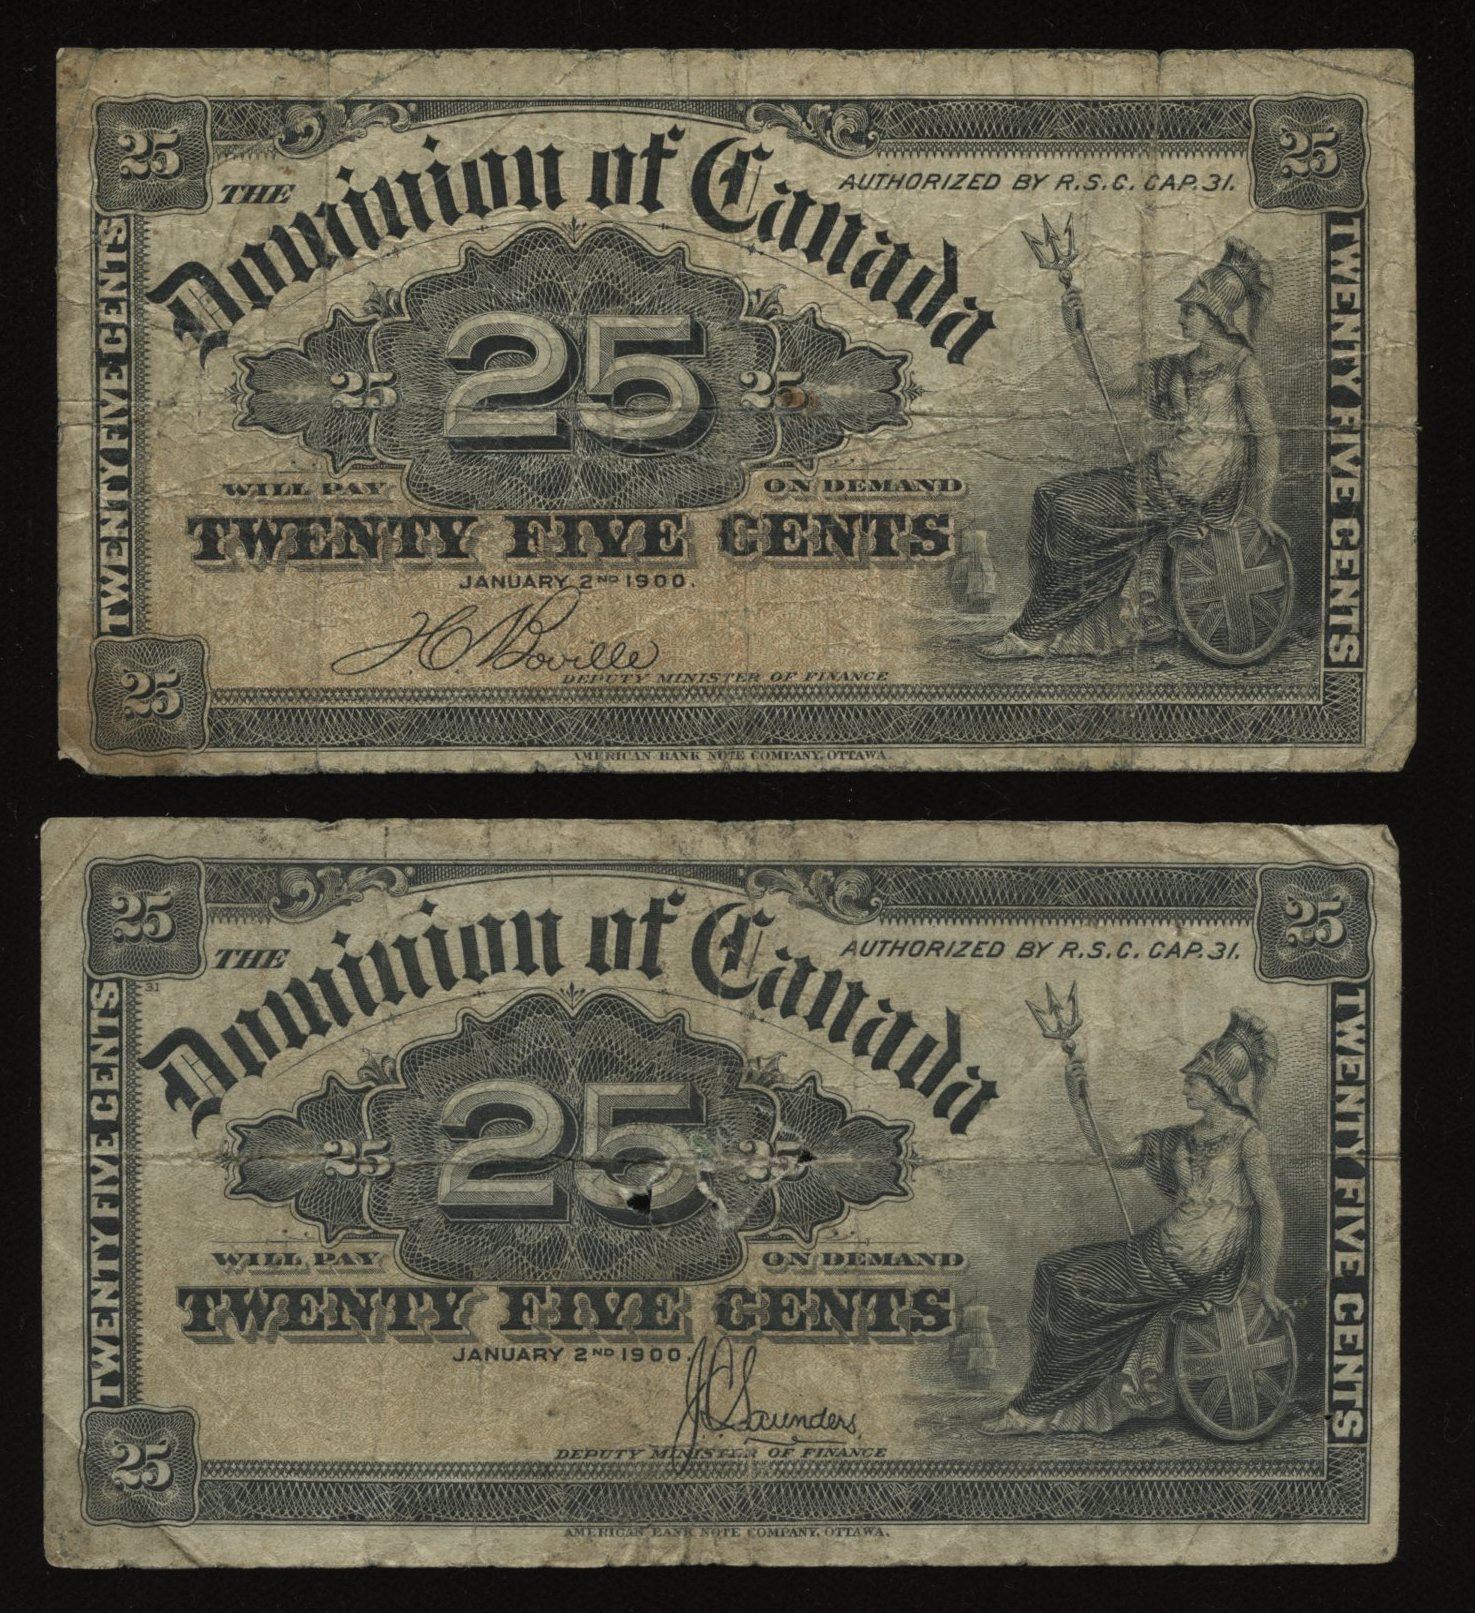 25
25
THE Dominion of Canada
AUTHORIZED BY R.S.C. CAP. 31.
TWENTY FIVE CENTS
TWENTY FIVE CENTS
25
25
25
WILL PAY
ON DEMAND
TWENTY FIVE CENTS
JANUARY 2ND 1900.
H C Boville
DEPUTY MINISTER OF FINANCE
25
AMERICAN BANK NOTE COMPANY, OTTAWA.
25
25
THE Dominion of Canada
AUTHORIZED BY R.S.C. CAP. 31.
31
TWENTY FIVE CENTS
TWENTY FIVE CENTS
25
25
25
WILL PAY
ON DEMAND
TWENTY FIVE CENTS
JANUARY 2ND 1900.
J C Saunders
DEPUTY MINISTER OF FINANCE
25
AMERICAN BANK NOTE COMPANY, OTTAWA.